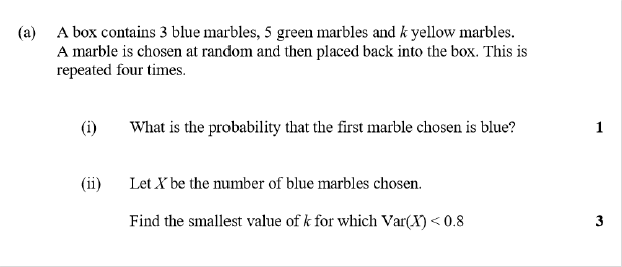 (a) A box contains 3 blue marbles, 5 green marbles and k yellow marbles.
A marble is chosen at random and then placed back into the box. This is
repeated four times.
(i) What is the probability that the first marble chosen is blue? 1
(ii) Let X be the number of blue marbles chosen.
Find the smallest value of k for which Var(X) < 0.8 3